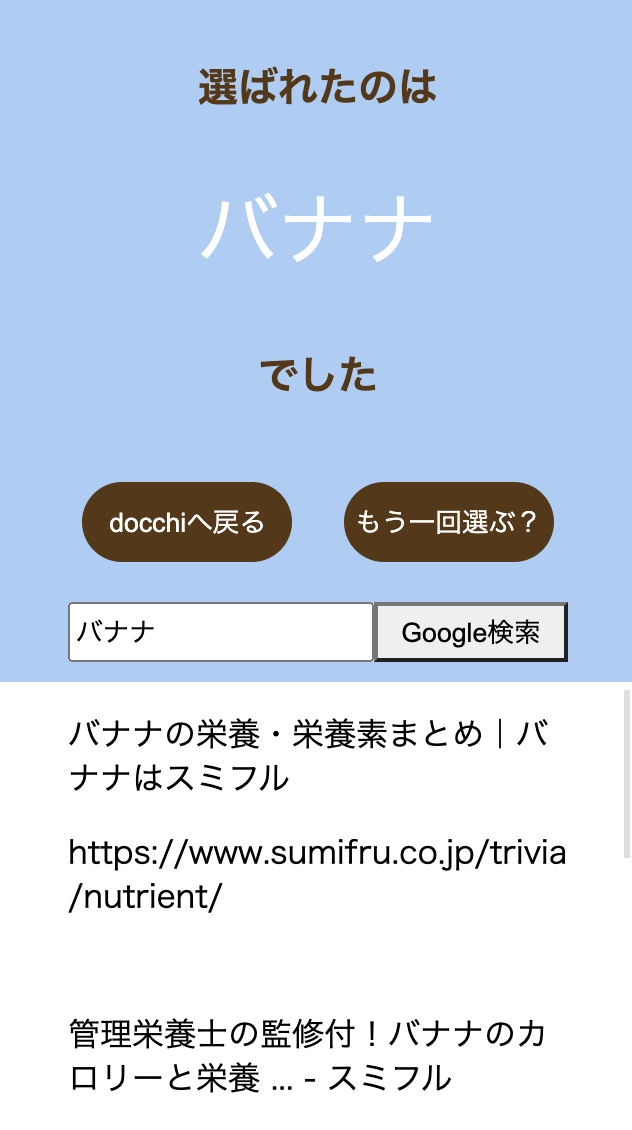 選ばれたのは
バナナ
でした
docchiへ戻る
もう一回選ぶ？
バナナ
Google検索
バナナの栄養・栄養素まとめ｜バ
ナナはスミフル
https://www.sumifru.co.jp/trivia
/nutrient/
管理栄養士の監修付！バナナのカ
ロリーと栄養 ... - スミフル